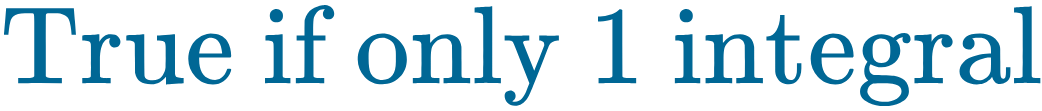 True if only 1 integral